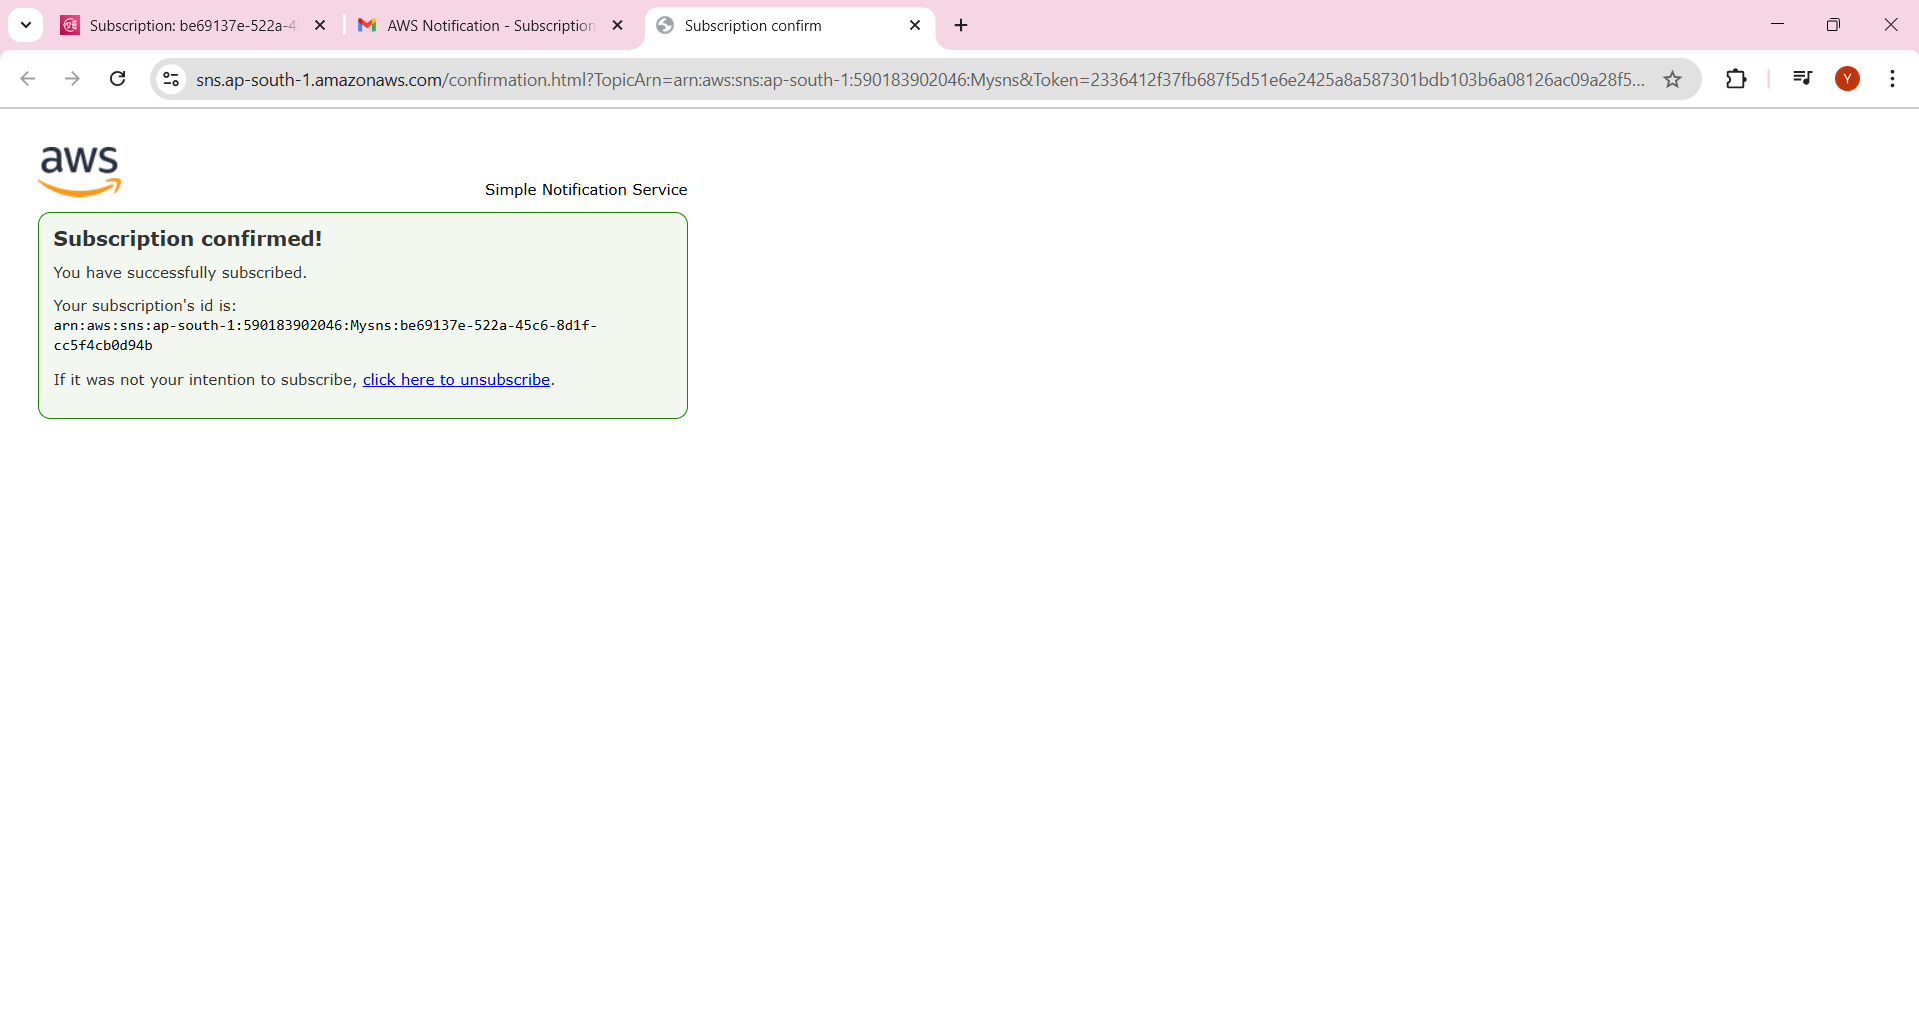 Subscription: be69137e-522a-4
AWS Notification - Subscription
Subscription confirm
sns.ap-south-1.amazonaws.com/confirmation.html?TopicArn=arn:aws:sns:ap-south-1:590183902046:Mysns&Token=2336412f37fb687f5d51e6e2425a8a587301bdb103b6a08126ac09a28f5...
Y
aws
Simple Notification Service
Subscription confirmed!
You have successfully subscribed.
Your subscription's id is:
arn:aws:sns:ap-south-1:590183902046:Mysns:be69137e-522a-45c6-8d1f-
cc5f4cb0d94b
If it was not your intention to subscribe, click here to unsubscribe.